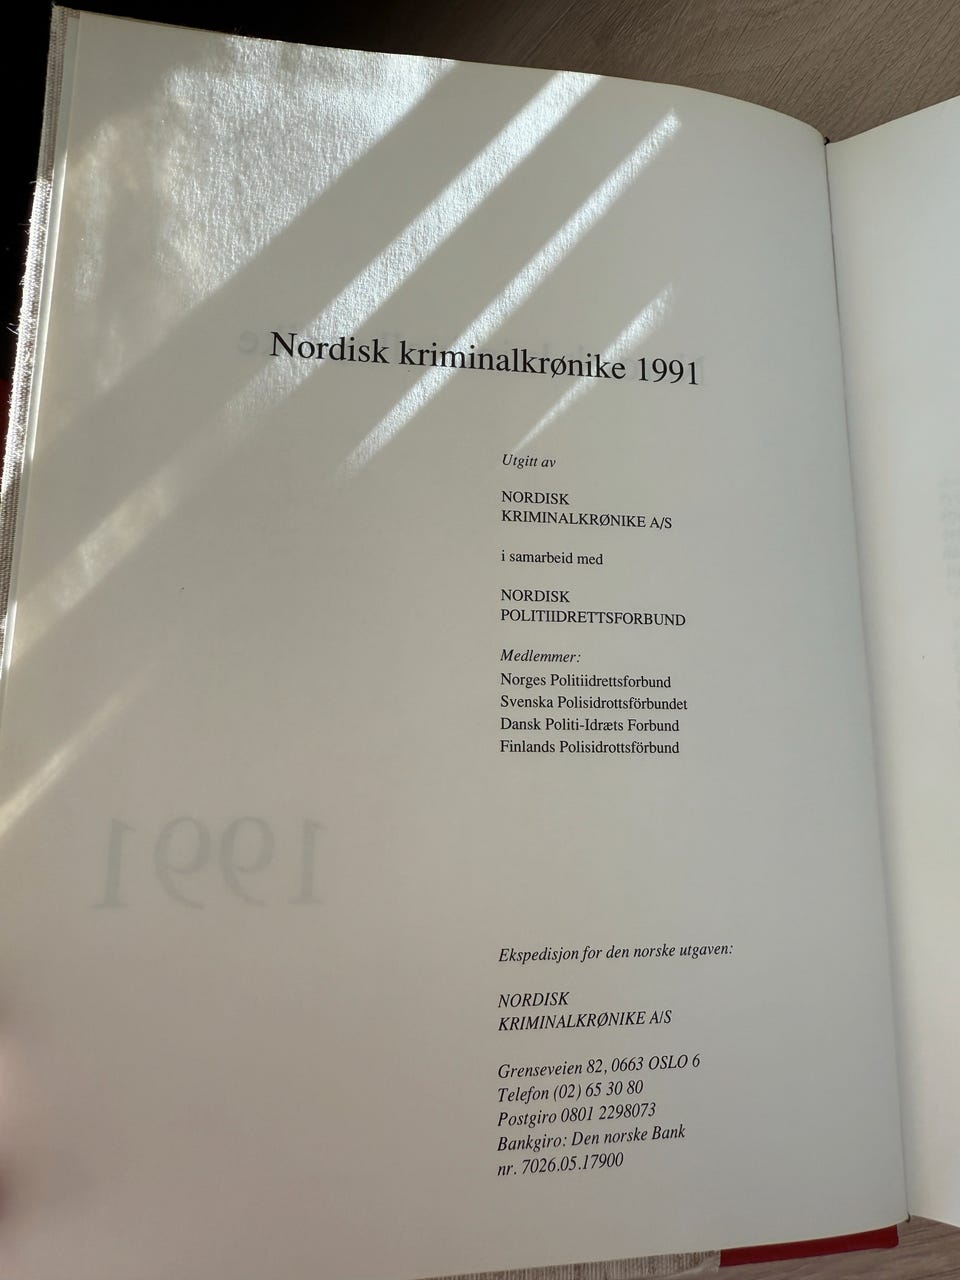 Nordisk kriminalkrønike 1991
Utgitt av
NORDISK
KRIMINALKRØNIKE A/S
i samarbeid med
NORDISK
POLITIIDRETTSFORBUND
Medlemmer:
Norges Politiidrettsforbund
Svenska Polisidrottsförbundet
Dansk Politi-Idræts Forbund
Finlands Polisidrottsförbund
1991
Ekspedisjon for den norske utgaven:
NORDISK
KRIMINALKRØNIKE A/S
Grenseveien 82, 0663 OSLO 6
Telefon (02) 65 30 80
Postgiro 0801 2298073
Bankgiro: Den norske Bank
nr. 7026.05.17900